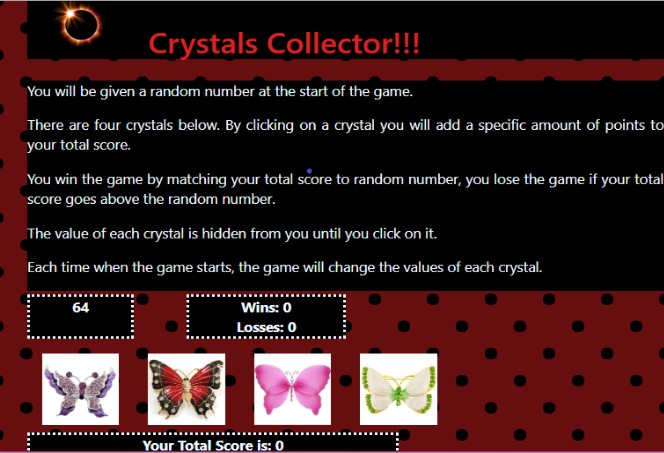 Crystals Collector!!!
You will be given a random number at the start of the game.
There are four crystals below. By clicking on a crystal you will add a specific amount of points to
your total score.
You win the game by matching your total score to random number, you lose the game if your total
score goes above the random number.
The value of each crystal is hidden from you until you click on it.
Each time when the game starts, the game will change the values of each crystal.
64
Wins: 0
Losses: 0
Your Total Score is: 0